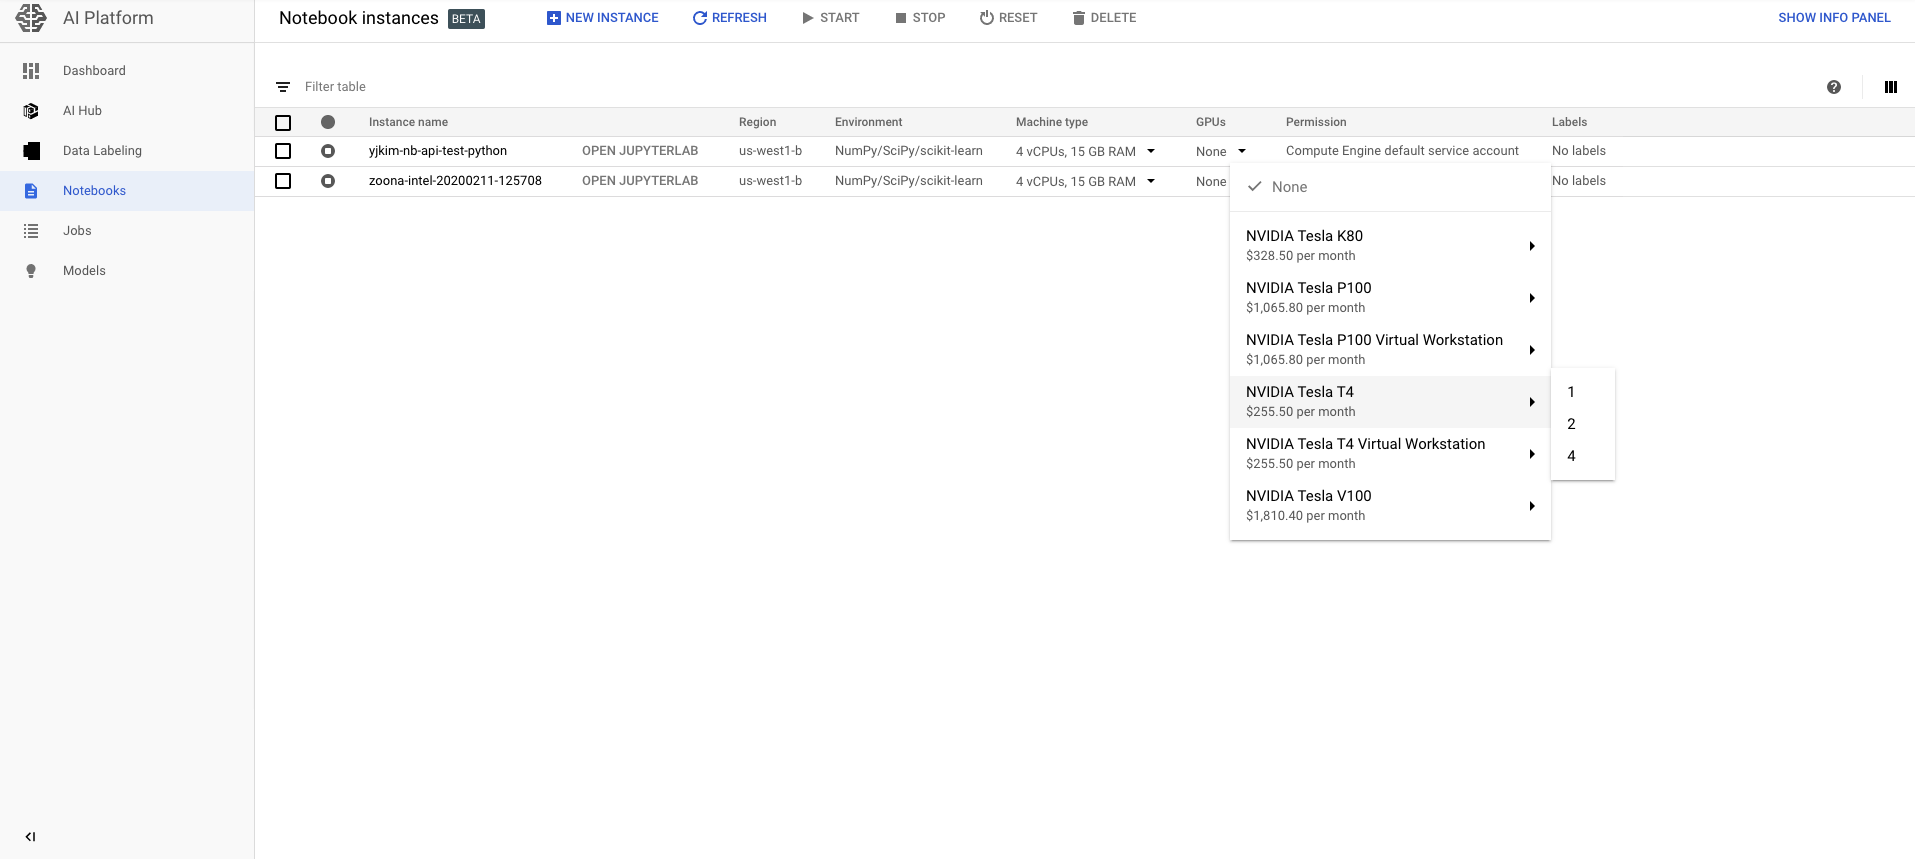 AI Platform
Notebook instances BETA NEW INSTANCE REFRESH START STOP RESET DELETE SHOW INFO PANEL
Dashboard
AI Hub
Data Labeling
Notebooks
Jobs
Models
Filter table
Instance name Region Environment Machine type GPUs Permission Labels
yjkim-nb-api-test-python OPEN JUPYTERLAB us-west1-b NumPy/SciPy/scikit-learn 4 vCPUs, 15 GB RAM None Compute Engine default service account No labels
zoona-intel-20200211-125708 OPEN JUPYTERLAB us-west1-b NumPy/SciPy/scikit-learn 4 vCPUs, 15 GB RAM None No labels
None
NVIDIA Tesla K80
$328.50 per month
NVIDIA Tesla P100
$1,065.80 per month
NVIDIA Tesla P100 Virtual Workstation
$1,065.80 per month
NVIDIA Tesla T4
$255.50 per month
NVIDIA Tesla T4 Virtual Workstation
$255.50 per month
NVIDIA Tesla V100
$1,810.40 per month
1
2
4